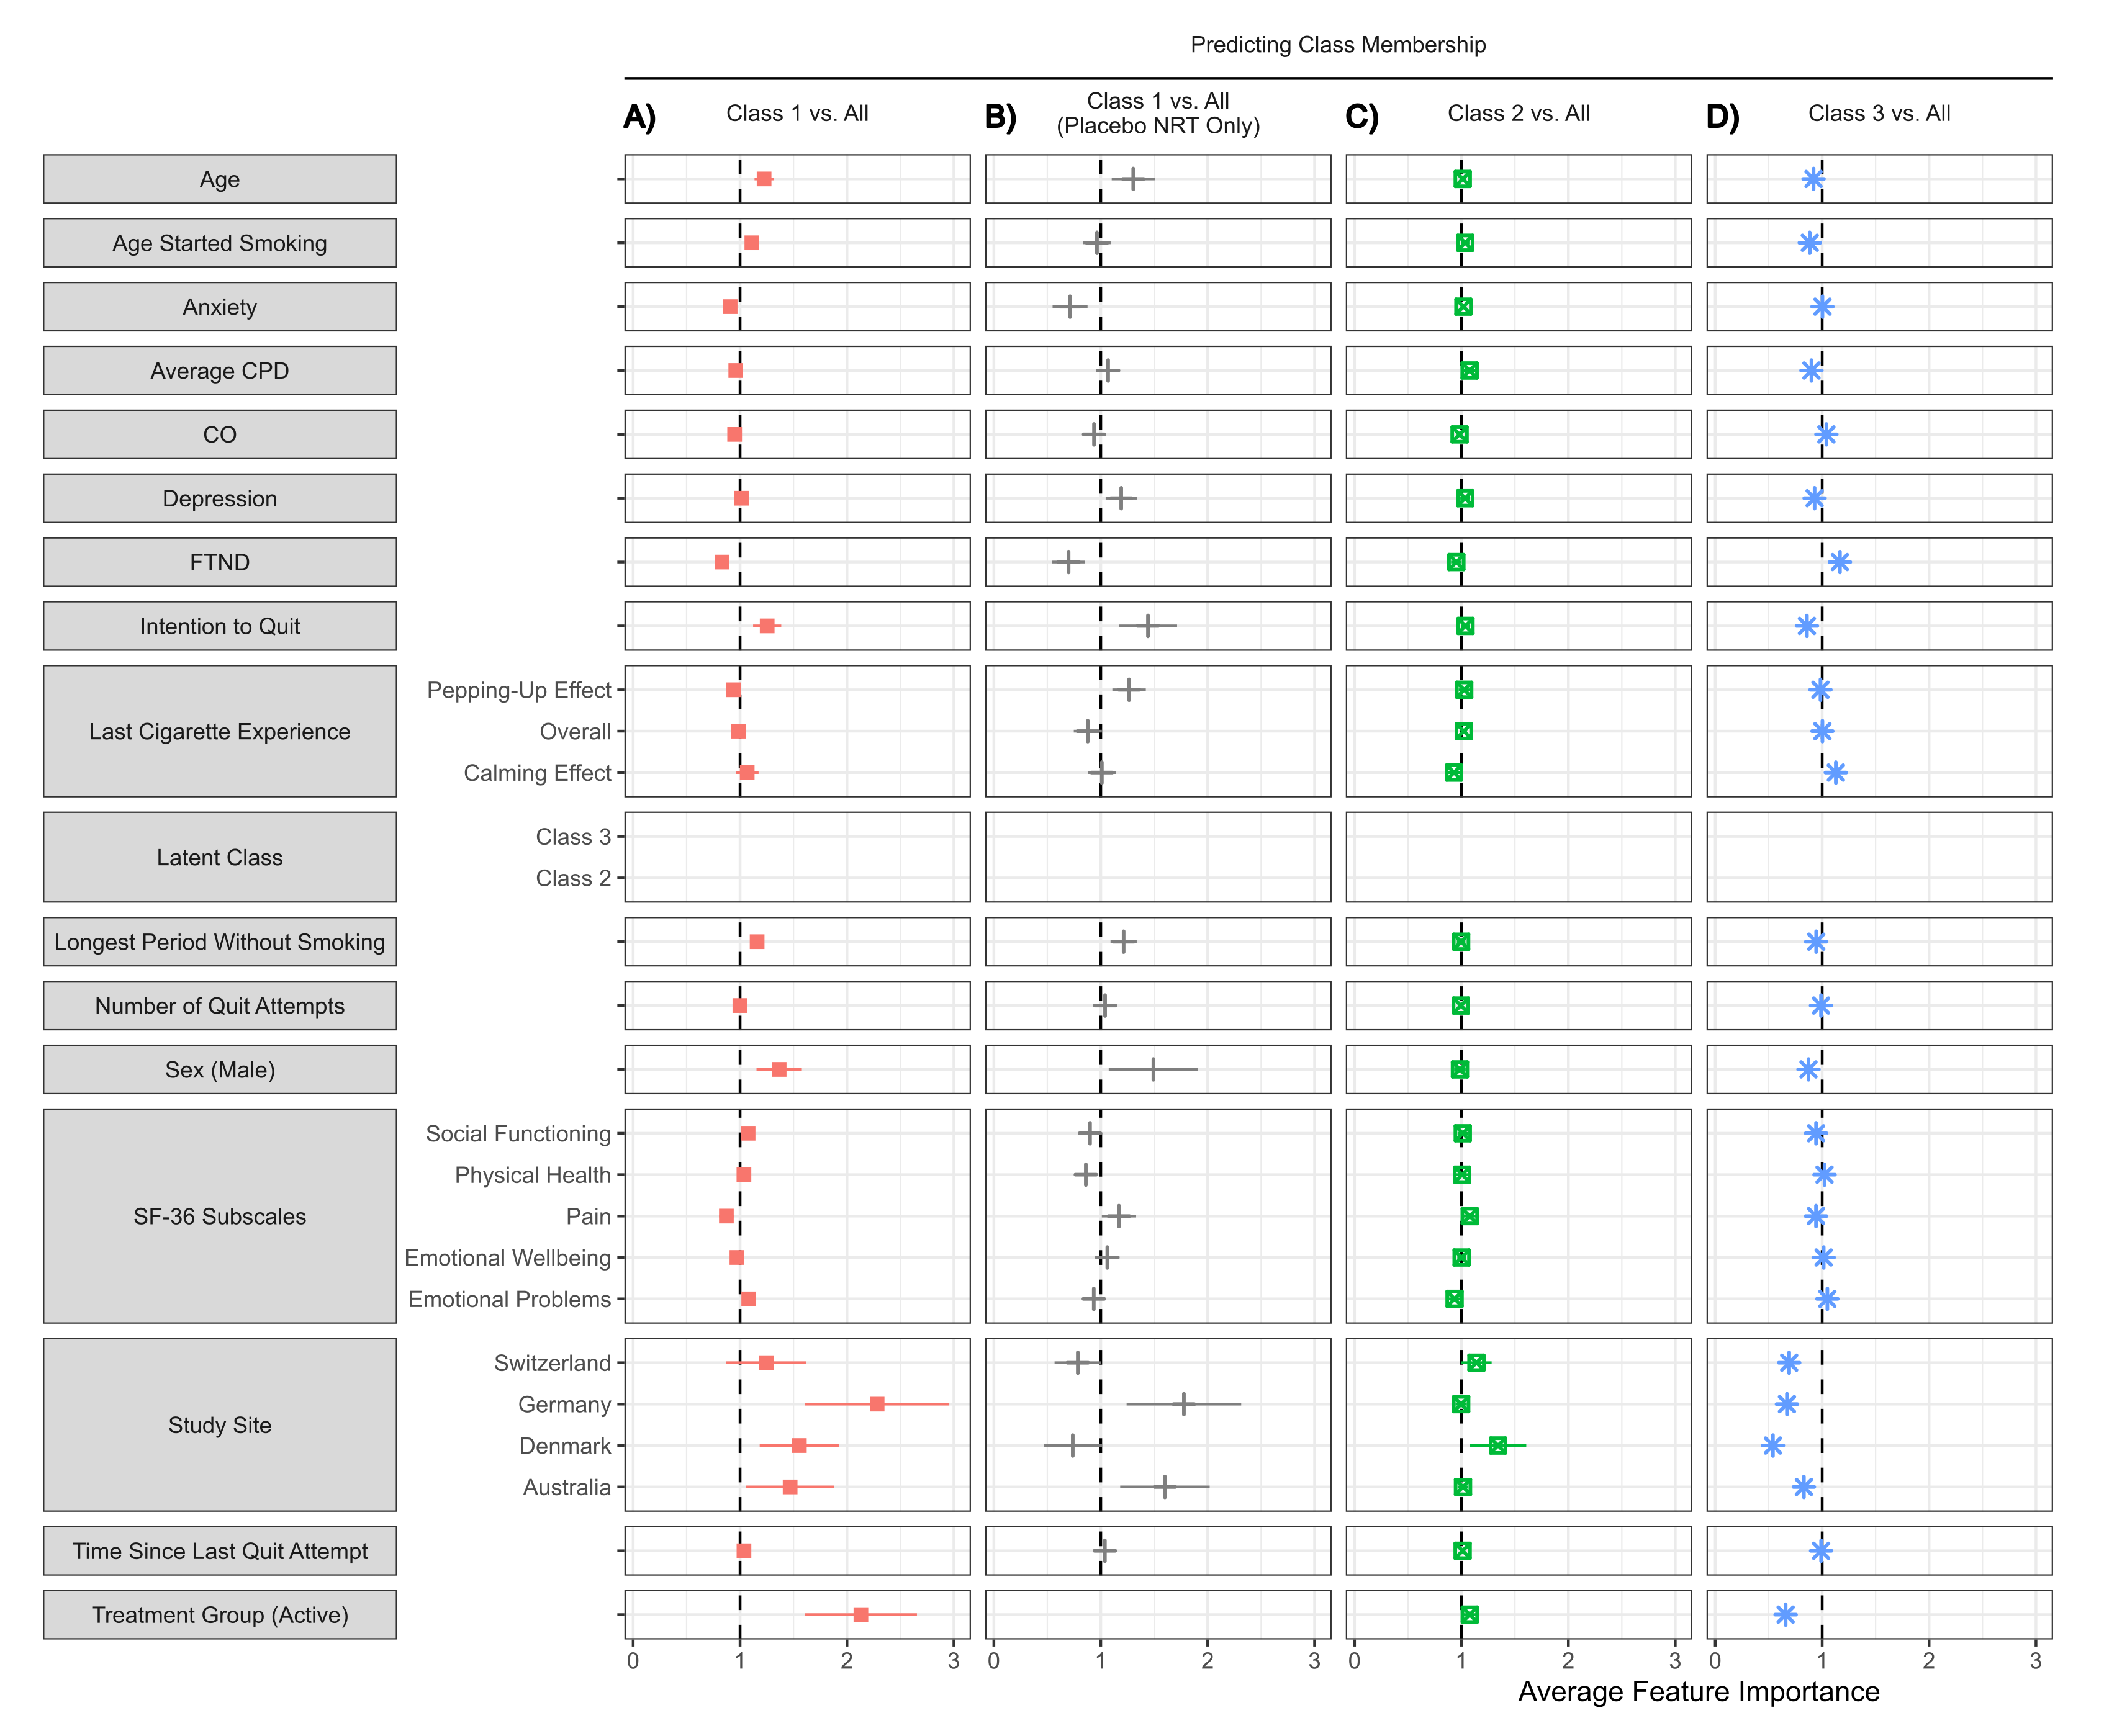 Predicting Class Membership
A) Class 1 vs. All
B) Class 1 vs. All
(Placebo NRT Only)
C) Class 2 vs. All
D) Class 3 vs. All
Age
Age Started Smoking
Anxiety
Average CPD
CO
Depression
FTND
Intention to Quit
Last Cigarette Experience
Pepping-Up Effect
Overall
Calming Effect
Latent Class
Class 3
Class 2
Longest Period Without Smoking
Number of Quit Attempts
Sex (Male)
SF-36 Subscales
Social Functioning
Physical Health
Pain
Emotional Wellbeing
Emotional Problems
Study Site
Switzerland
Germany
Denmark
Australia
Time Since Last Quit Attempt
Treatment Group (Active)
0 1 2 3 0 1 2 3 0 1 2 3 0 1 2 3
Average Feature Importance